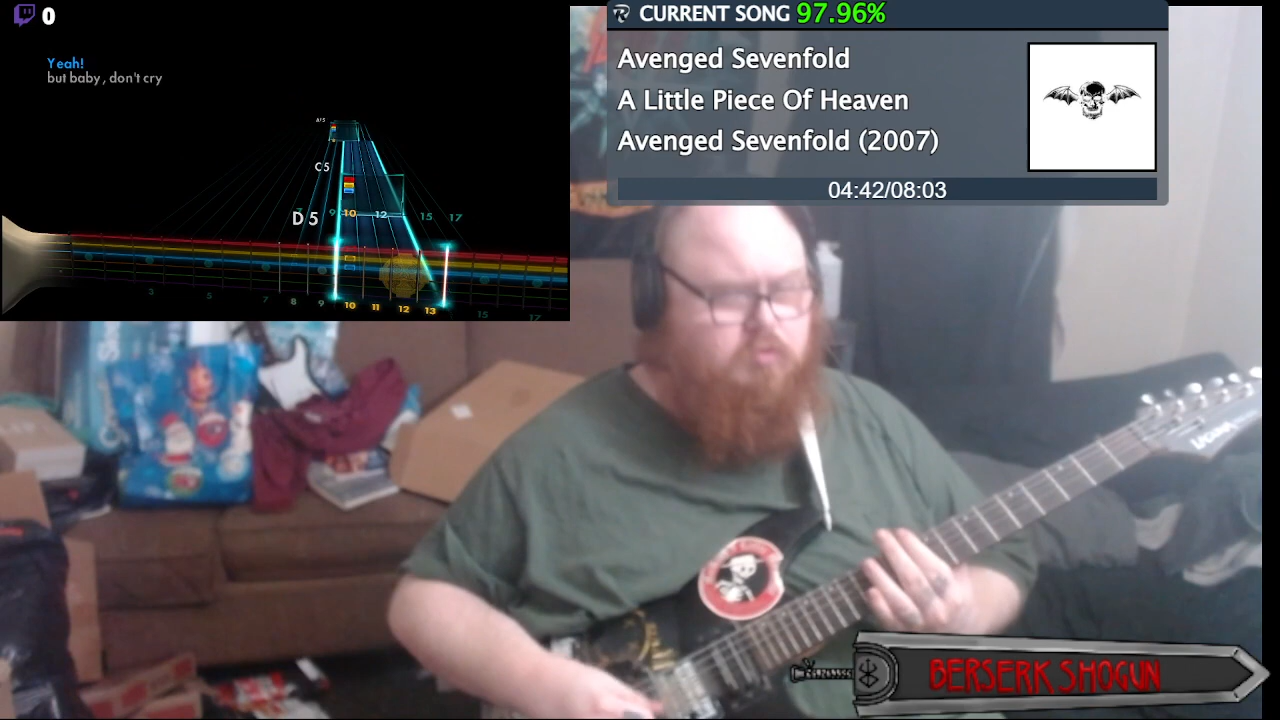 0
CURRENT SONG 97.96%
Avenged Sevenfold
A Little Piece Of Heaven
Avenged Sevenfold (2007)
04:42/08:03
Yeah!
but baby, don't cry
C5
D5
9 10 12 15 17
3 5 7 8 9 10 11 12 13 15 17
BERSERK SHOGUN